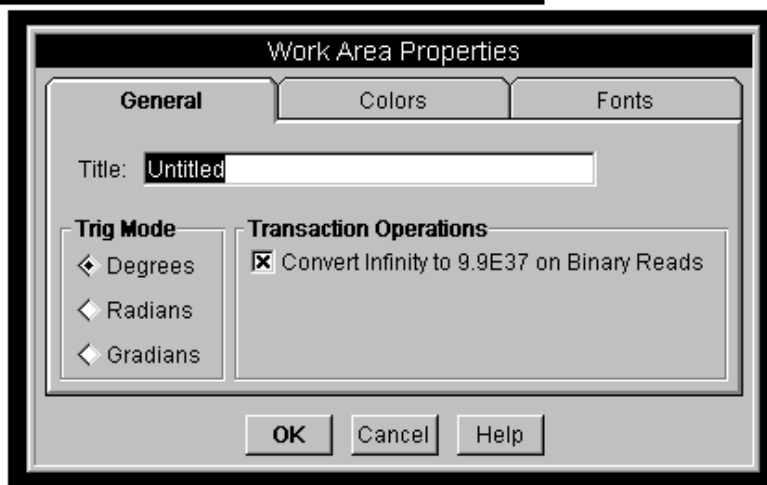 Work Area Properties
General Colors Fonts
Title: Untitled
Trig Mode
Degrees
Radians
Gradians
Transaction Operations
Convert Infinity to 9.9E37 on Binary Reads
OK Cancel Help